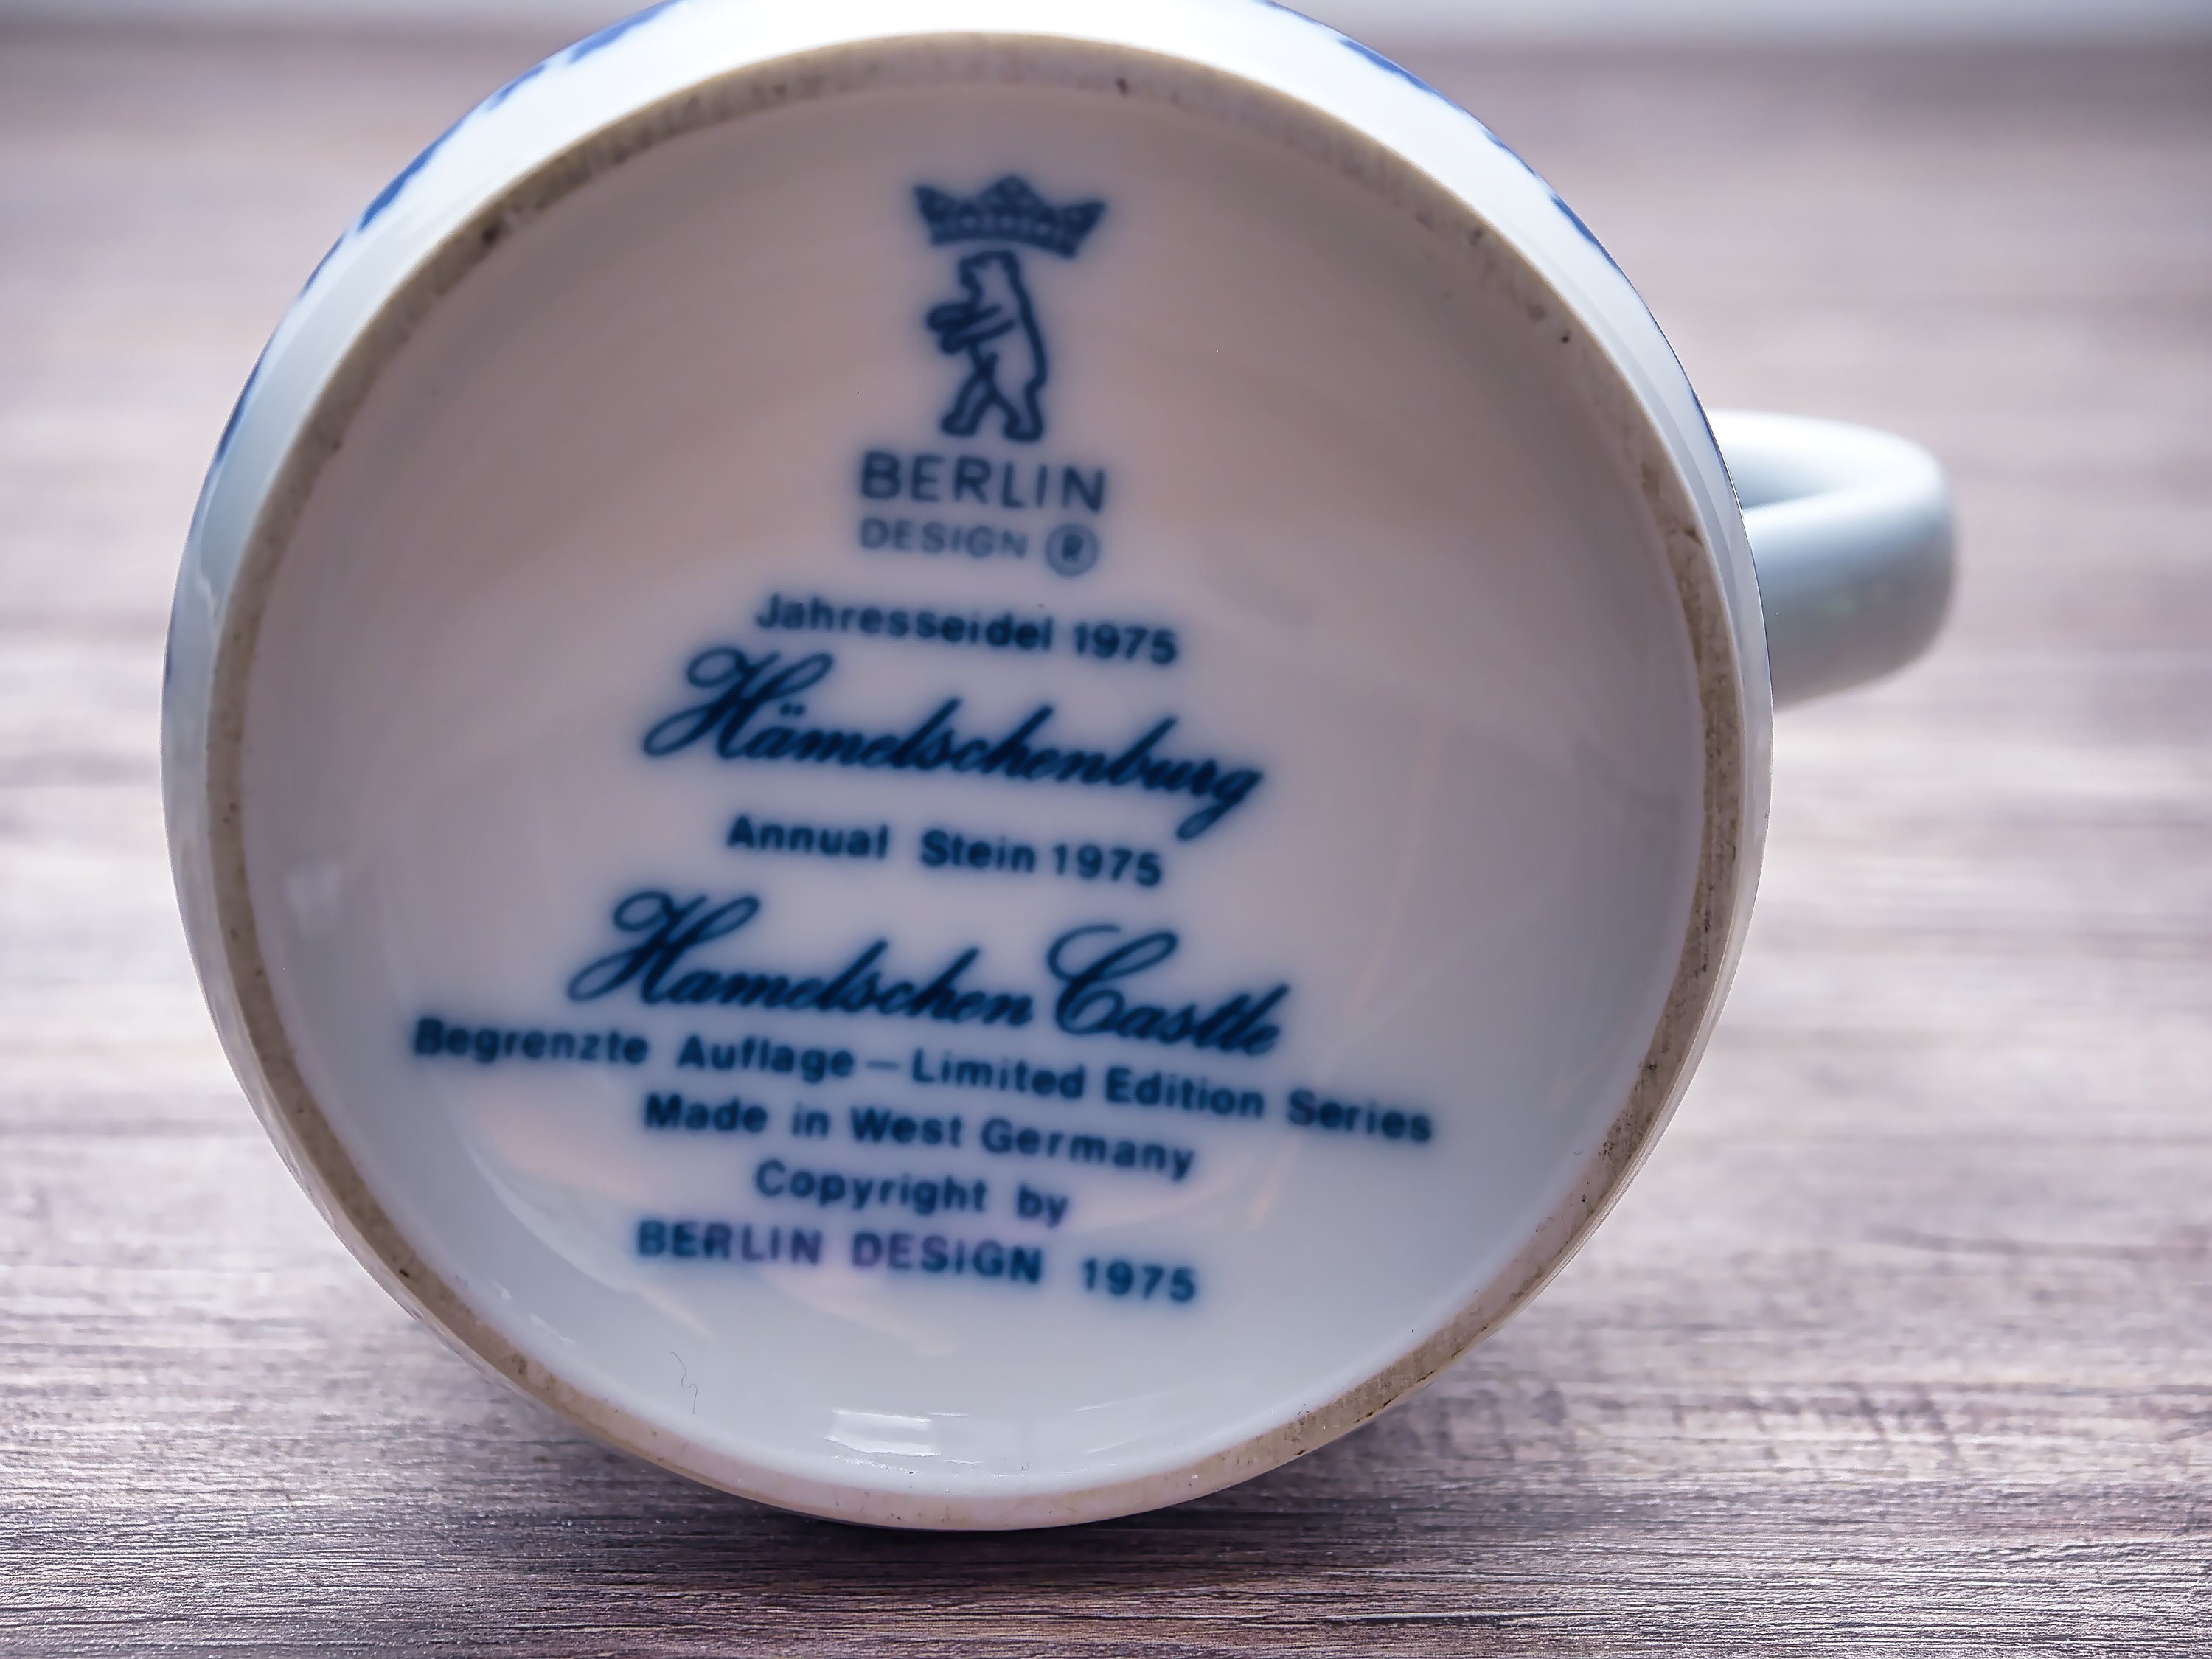 BERLIN
DESIGN ®
Jahresseidel 1975
Hämelschenburg
Annual Stein 1975
Hamelschen Castle
Begrenzte Auflage — Limited Edition Series
Made in West Germany
Copyright by
BERLIN DESIGN 1975